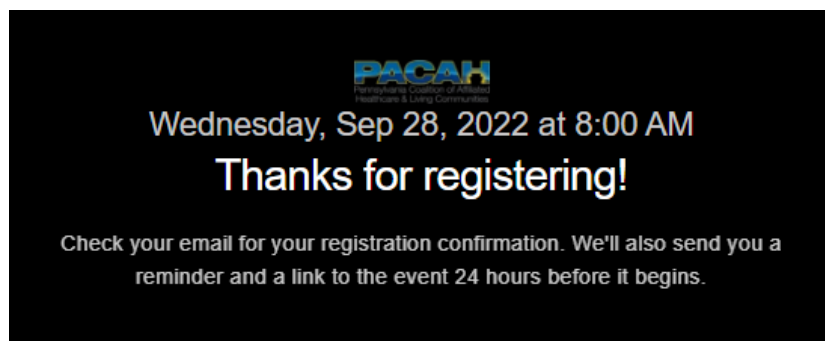 PACAH
Pennsylvania Coalition of Affiliated
Healthcare & Living Communities
Wednesday, Sep 28, 2022 at 8:00 AM
Thanks for registering!
Check your email for your registration confirmation. We'll also send you a
reminder and a link to the event 24 hours before it begins.